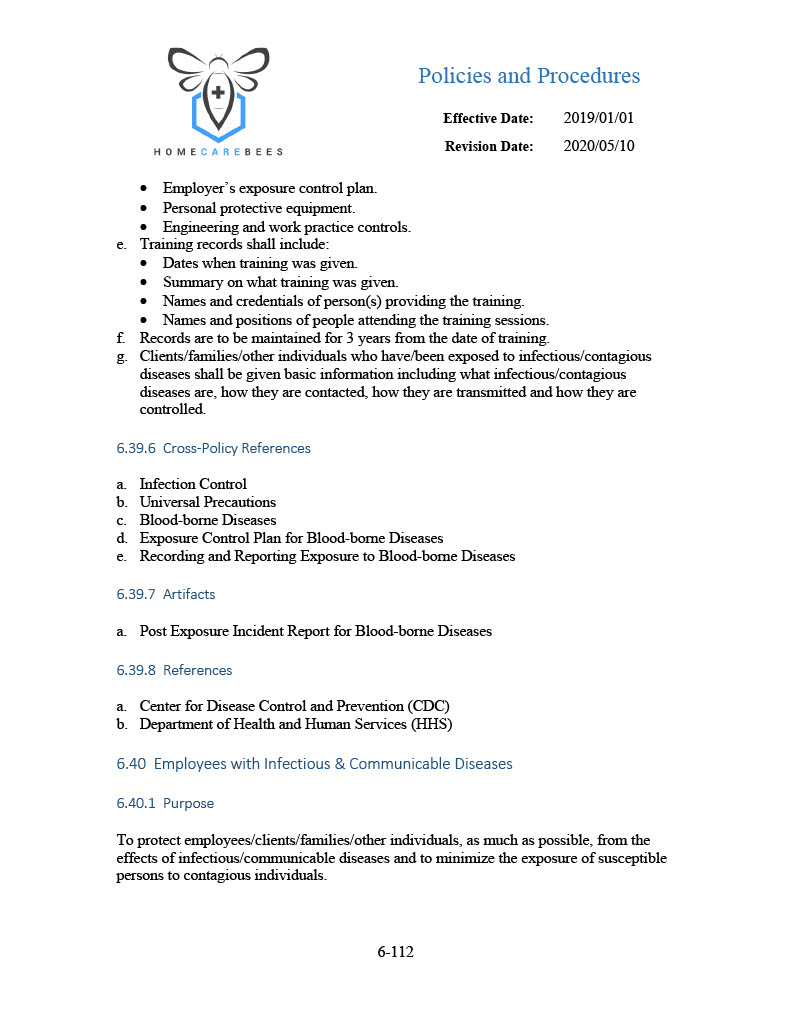 Policies and Procedures
Effective Date: 2019/01/01
Revision Date: 2020/05/10
HOMECAREBEES
• Employer’s exposure control plan.
• Personal protective equipment.
• Engineering and work practice controls.
e. Training records shall include:
• Dates when training was given.
• Summary on what training was given.
• Names and credentials of person(s) providing the training.
• Names and positions of people attending the training sessions.
f. Records are to be maintained for 3 years from the date of training.
g. Clients/families/other individuals who have/been exposed to infectious/contagious
diseases shall be given basic information including what infectious/contagious
diseases are, how they are contacted, how they are transmitted and how they are
controlled.
6.39.6 Cross-Policy References
a. Infection Control
b. Universal Precautions
c. Blood-borne Diseases
d. Exposure Control Plan for Blood-borne Diseases
e. Recording and Reporting Exposure to Blood-borne Diseases
6.39.7 Artifacts
a. Post Exposure Incident Report for Blood-borne Diseases
6.39.8 References
a. Center for Disease Control and Prevention (CDC)
b. Department of Health and Human Services (HHS)
6.40 Employees with Infectious & Communicable Diseases
6.40.1 Purpose
To protect employees/clients/families/other individuals, as much as possible, from the
effects of infectious/communicable diseases and to minimize the exposure of susceptible
persons to contagious individuals.
6-112